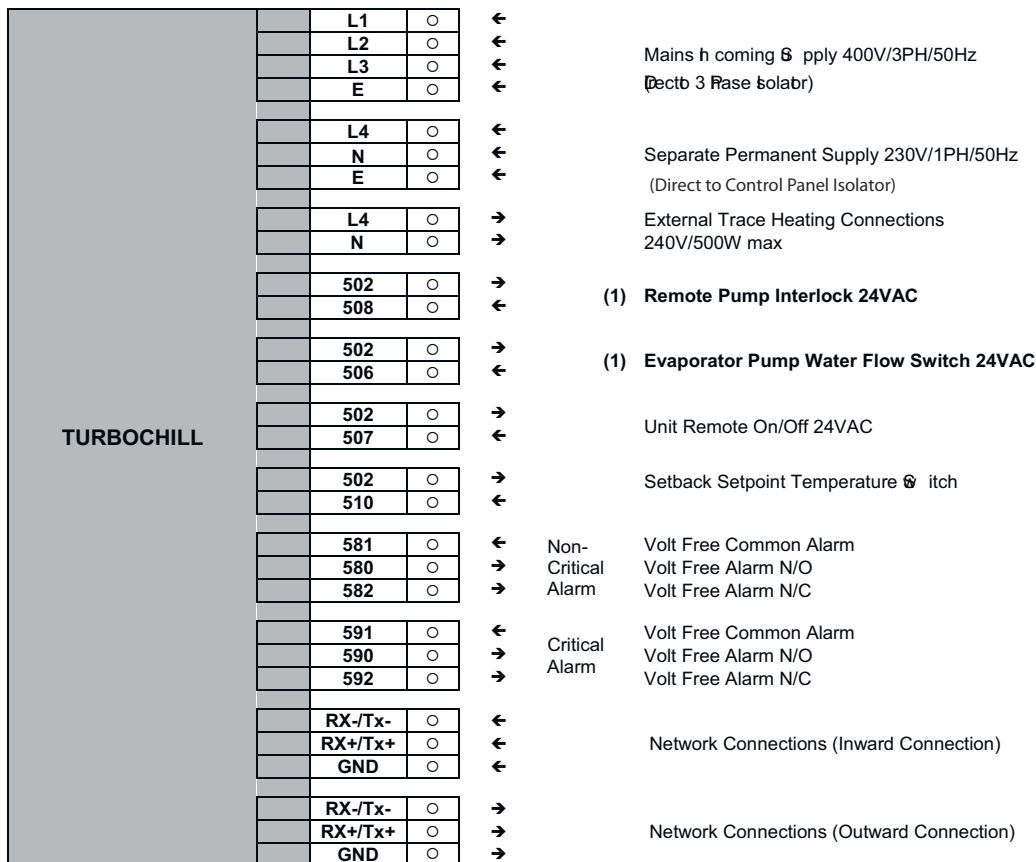 TURBOCHILL
L1 ○ ←
L2 ○ ←
L3 ○ ←
E ○ ←
Mains coming pply 400V/3PH/50Hz
3
L4 ○ ←
N ○ ←
E ○ ←
Separate Permanent Supply 230V/1PH/50Hz
(Direct to Control Panel Isolator)
L4 ○ →
N ○ →
External Trace Heating Connections
240V/500W max
502 ○ →
508 ○ ←
(1) Remote Pump Interlock 24VAC
502 ○ →
506 ○ ←
(1) Evaporator Pump Water Flow Switch 24VAC
502 ○ →
507 ○ ←
Unit Remote On/Off 24VAC
502 ○ →
510 ○ ←
Setback Setpoint Temperature itch
Non-
Critical
Alarm
581 ○ ← Volt Free Common Alarm
580 ○ → Volt Free Alarm N/O
582 ○ → Volt Free Alarm N/C
Critical
Alarm
591 ○ ← Volt Free Common Alarm
590 ○ → Volt Free Alarm N/O
592 ○ → Volt Free Alarm N/C
RX-/Tx- ○ ←
RX+/Tx+ ○ ←
GND ○ ←
Network Connections (Inward Connection)
RX-/Tx- ○ →
RX+/Tx+ ○ →
GND ○ →
Network Connections (Outward Connection)